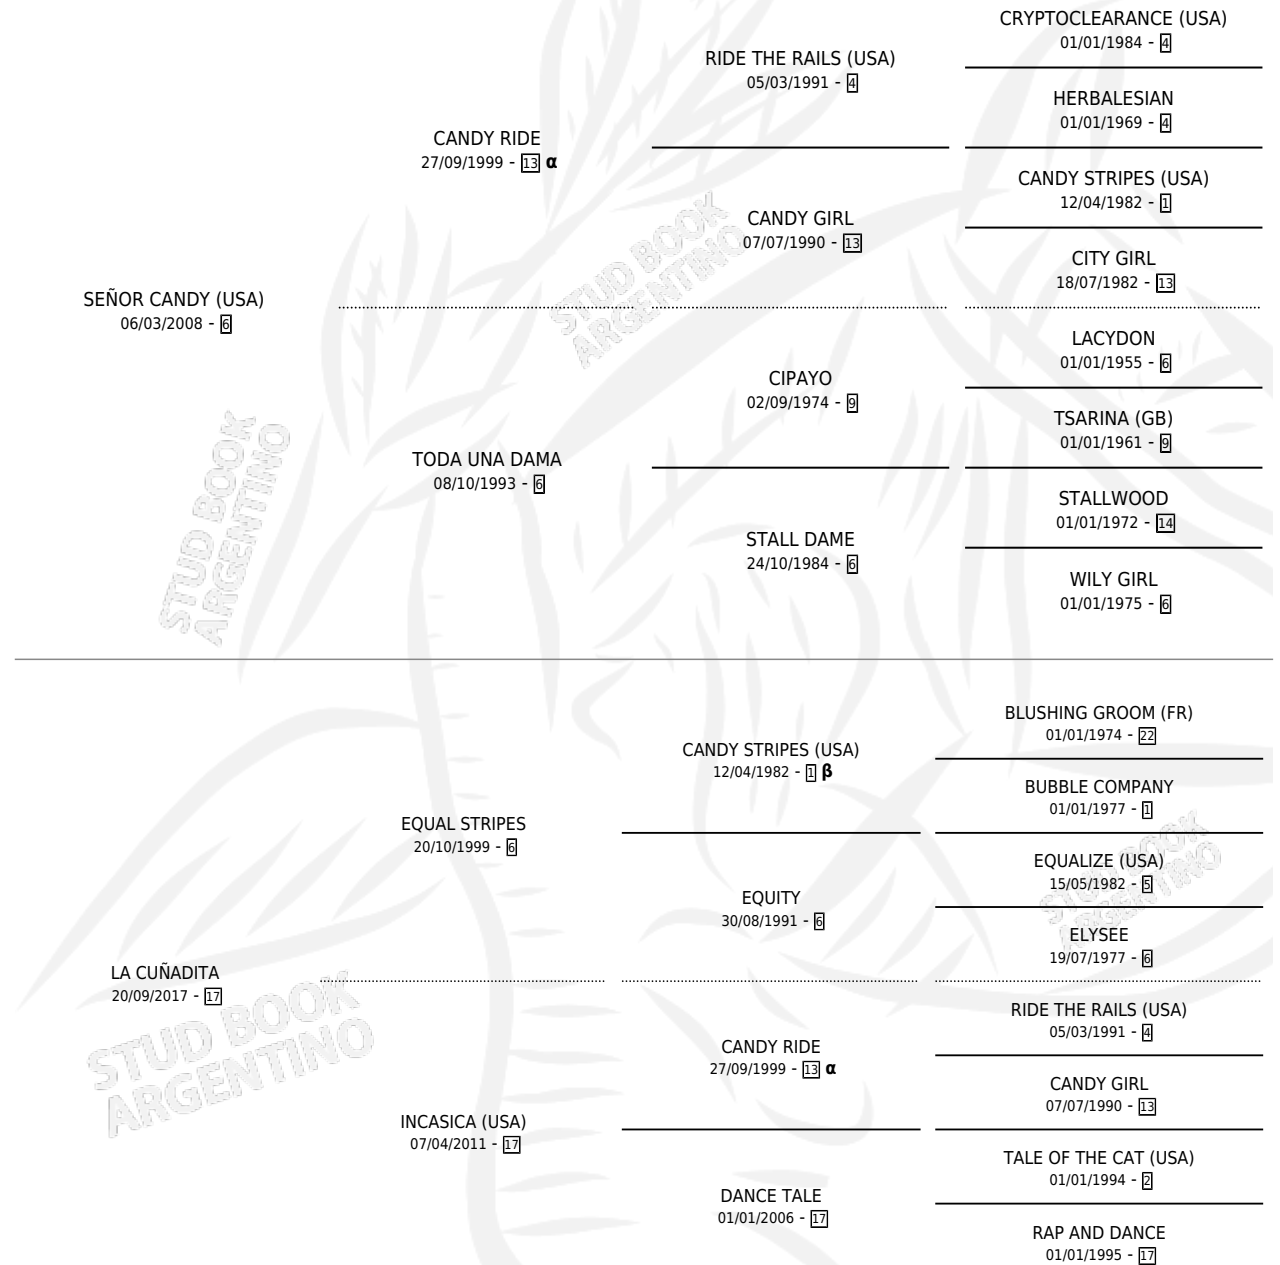 SEÑOR CANDY (USA)
06/03/2008 - 6
CANDY RIDE
27/09/1999 - 13 α
TODA UNA DAMA
08/10/1993 - 6
RIDE THE RAILS (USA)
05/03/1991 - 4
CANDY GIRL
07/07/1990 - 13
CIPAYO
02/09/1974 - 9
STALL DAME
24/10/1984 - 6
CRYPTOCLEARANCE (USA)
01/01/1984 - 4
HERBALESIAN
01/01/1969 - 4
CANDY STRIPES (USA)
12/04/1982 - 1
CITY GIRL
18/07/1982 - 13
LACYDON
01/01/1955 - 6
TSARINA (GB)
01/01/1961 - 9
STALLWOOD
01/01/1972 - 14
WILY GIRL
01/01/1975 - 6
LA CUÑADITA
20/09/2017 - 17
EQUAL STRIPES
20/10/1999 - 6
INCASICA (USA)
07/04/2011 - 17
CANDY STRIPES (USA)
12/04/1982 - 1 β
EQUITY
30/08/1991 - 6
CANDY RIDE
27/09/1999 - 13 α
DANCE TALE
01/01/2006 - 17
BLUSHING GROOM (FR)
01/01/1974 - 22
BUBBLE COMPANY
01/01/1977 - 1
EQUALIZE (USA)
15/05/1982 - 5
ELYSEE
19/07/1977 - 6
RIDE THE RAILS (USA)
05/03/1991 - 4
CANDY GIRL
07/07/1990 - 13
TALE OF THE CAT (USA)
01/01/1994 - 2
RAP AND DANCE
01/01/1995 - 17
STUD BOOK
ARGENTINO
STUD BOOK
ARGENTINO
STUD BOOK
ARGENTINO
STUD BOOK
ARGENTINO